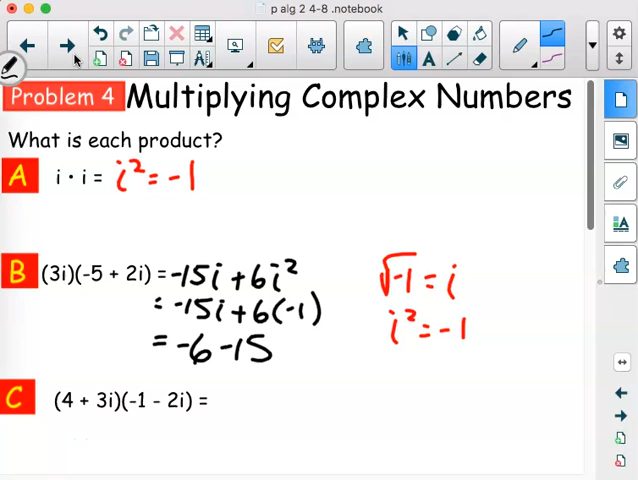 p alg 2 4-8 .notebook
Problem 4 Multiplying Complex Numbers
What is each product?
A i · i = i² = -1
B (3i)(-5 + 2i) = -15i + 6i²
= -15i + 6(-1)
= -6 -15
√-1 = i
i² = -1
C (4 + 3i)(-1 - 2i) =